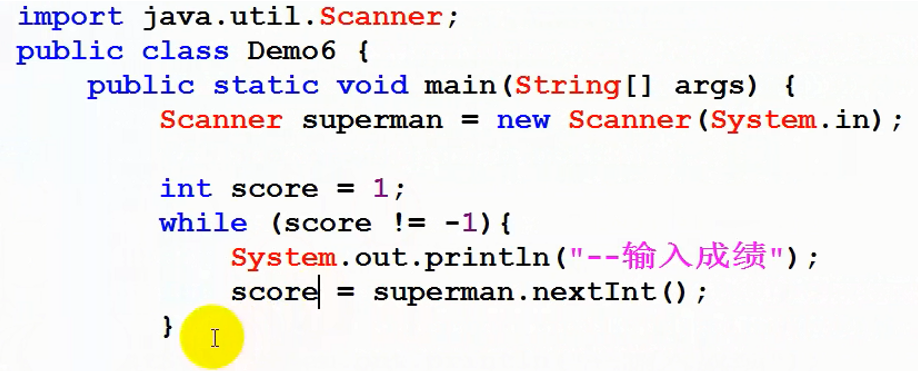 import java.util.Scanner;
public class Demo6 {
public static void main(String[] args) {
Scanner superman = new Scanner(System.in);
int score = 1;
while (score != -1){
System.out.println("--输入成绩");
score = superman.nextInt();
}